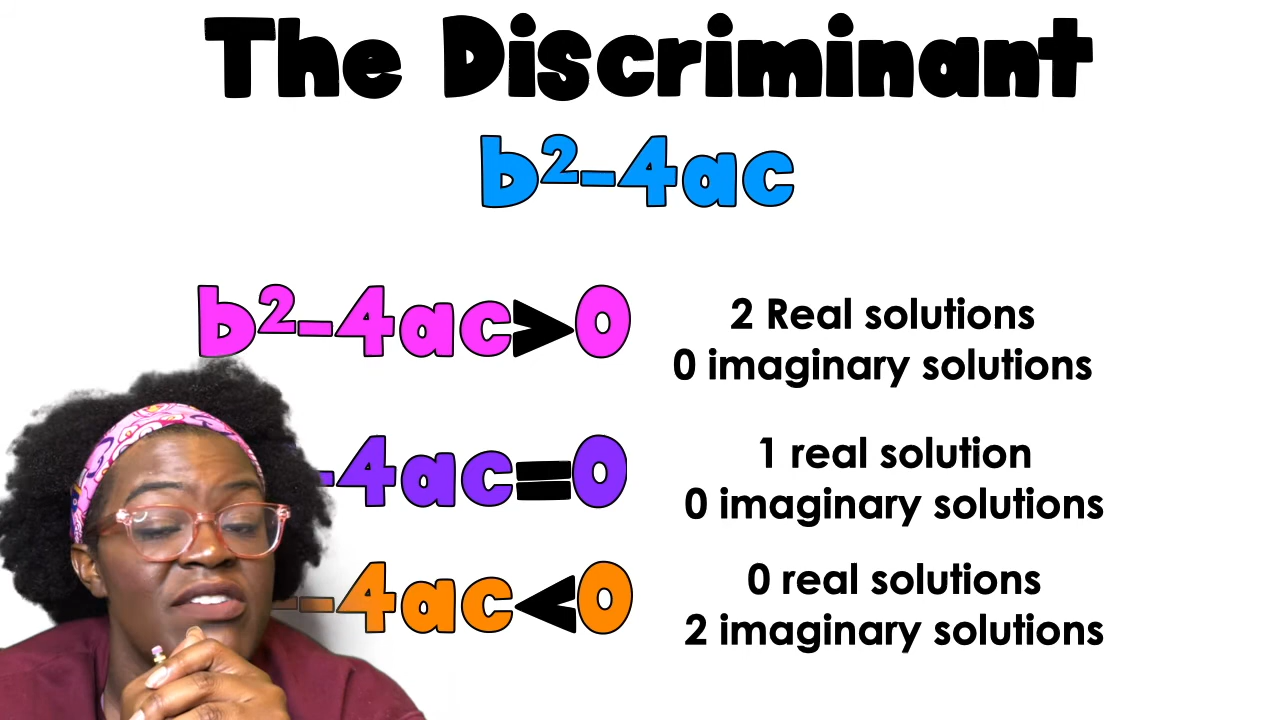 The Discriminant
b²-4ac
b²-4ac>0
2 Real solutions
0 imaginary solutions
-4ac=0
1 real solution
0 imaginary solutions
-4ac<0
0 real solutions
2 imaginary solutions